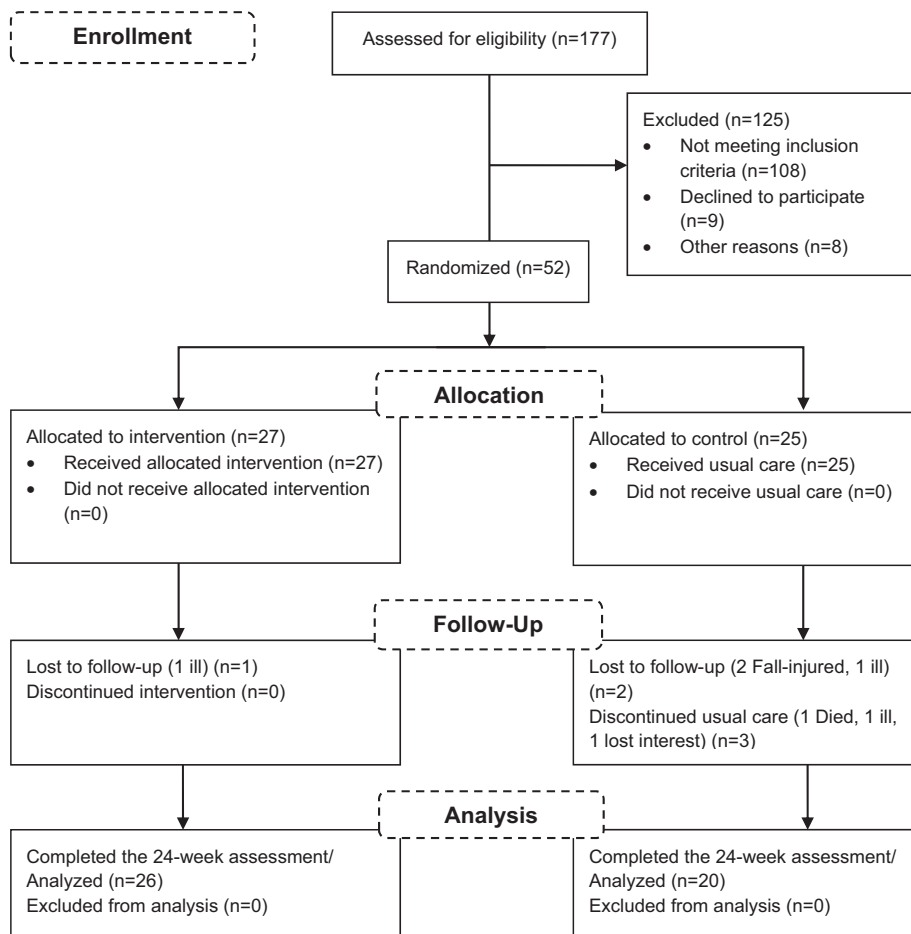 Enrollment
Assessed for eligibility (n=177)
Excluded (n=125)
• Not meeting inclusion
criteria (n=108)
• Declined to participate
(n=9)
• Other reasons (n=8)
Randomized (n=52)
Allocation
Allocated to intervention (n=27)
• Received allocated intervention (n=27)
• Did not receive allocated intervention
(n=0)
Allocated to control (n=25)
• Received usual care (n=25)
• Did not receive usual care (n=0)
Follow-Up
Lost to follow-up (1 ill) (n=1)
Discontinued intervention (n=0)
Lost to follow-up (2 Fall-injured, 1 ill)
(n=2)
Discontinued usual care (1 Died, 1 ill,
1 lost interest) (n=3)
Analysis
Completed the 24-week assessment/
Analyzed (n=26)
Excluded from analysis (n=0)
Completed the 24-week assessment/
Analyzed (n=20)
Excluded from analysis (n=0)